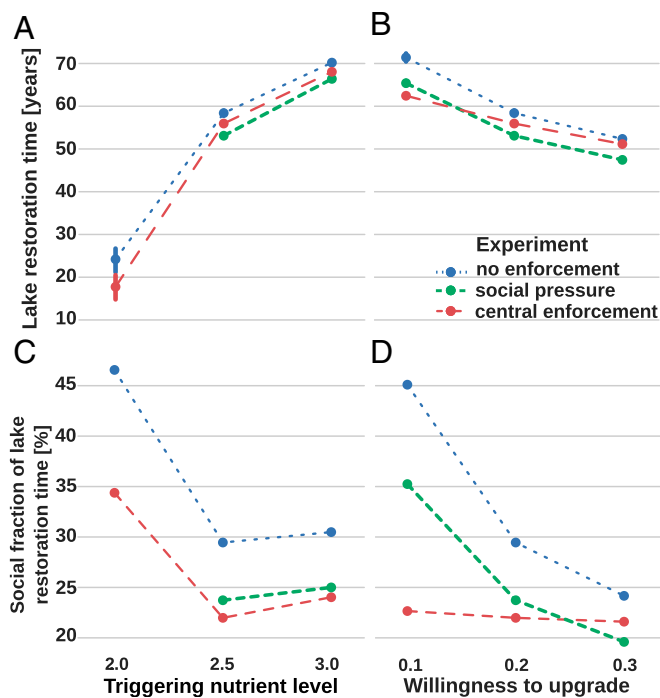 A
B
Lake restoration time [years]
70
60
50
40
30
20
10
Experiment
no enforcement
social pressure
central enforcement
C
D
Social fraction of lake
restoration time [%]
45
40
35
30
25
20
2.0 2.5 3.0
0.1 0.2 0.3
Triggering nutrient level
Willingness to upgrade